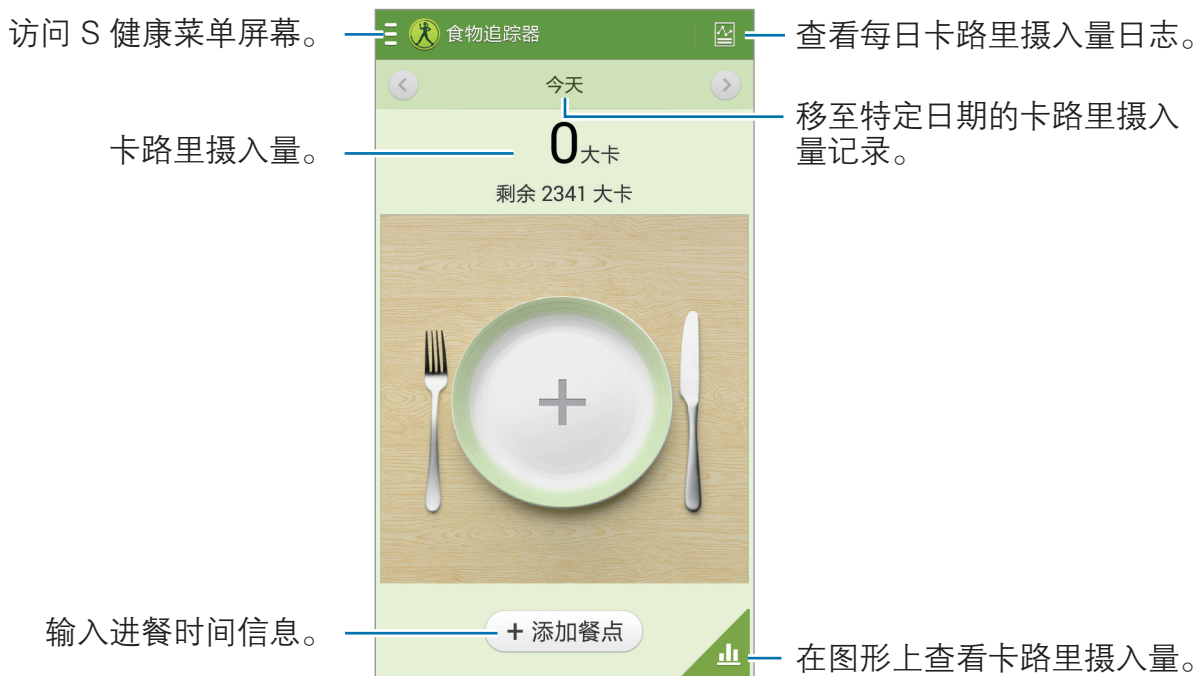 访问 S 健康菜单屏幕。
食物追踪器
查看每日卡路里摄入量日志。
今天
移至特定日期的卡路里摄入
量记录。
卡路里摄入量。
0大卡
剩余 2341 大卡
输入进餐时间信息。
+ 添加餐点
在图形上查看卡路里摄入量。